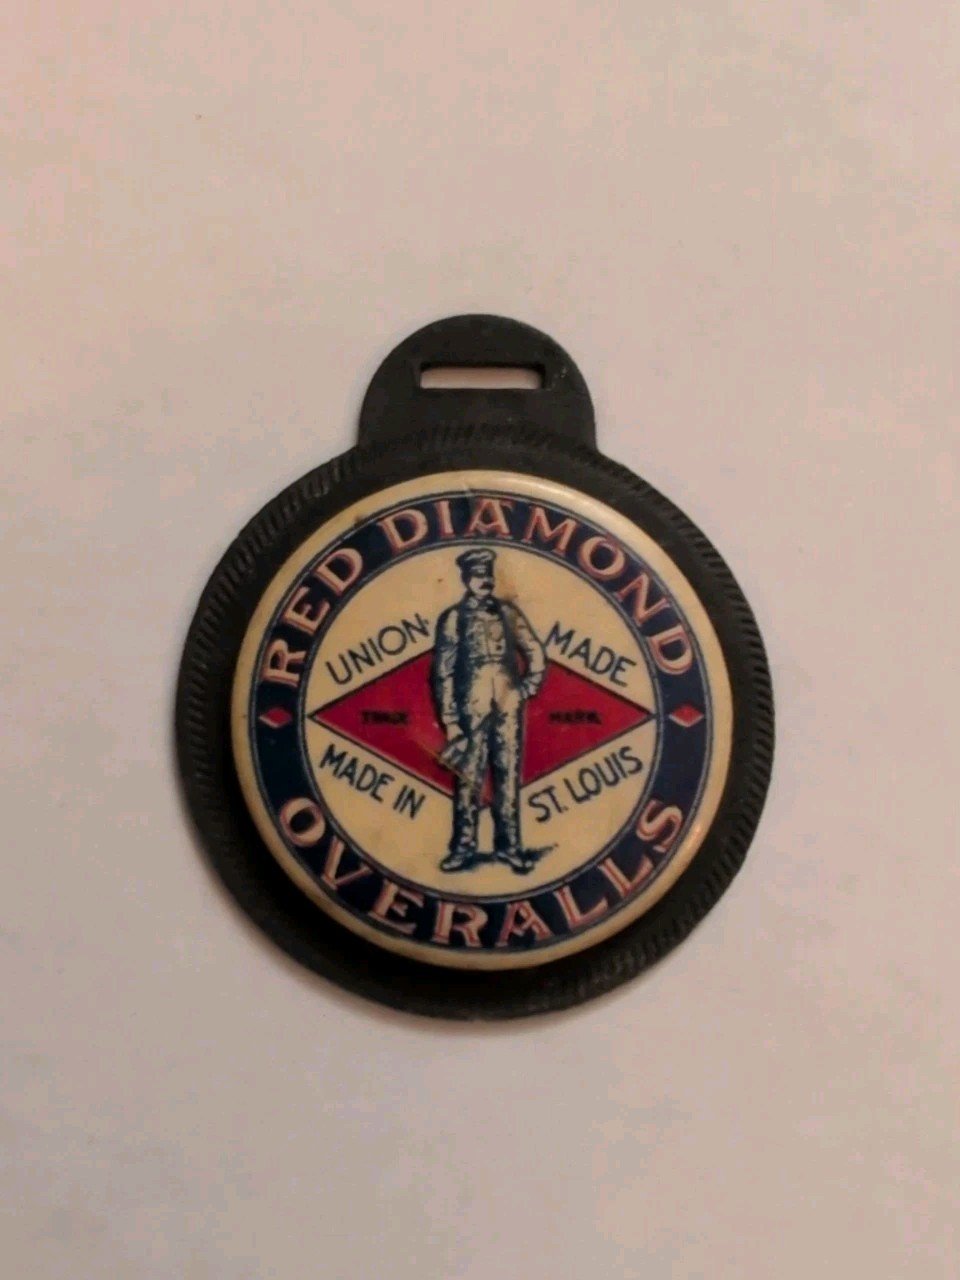 RED DIAMOND
UNION MADE
TRADE MARK
MADE IN ST. LOUIS
OVERALLS